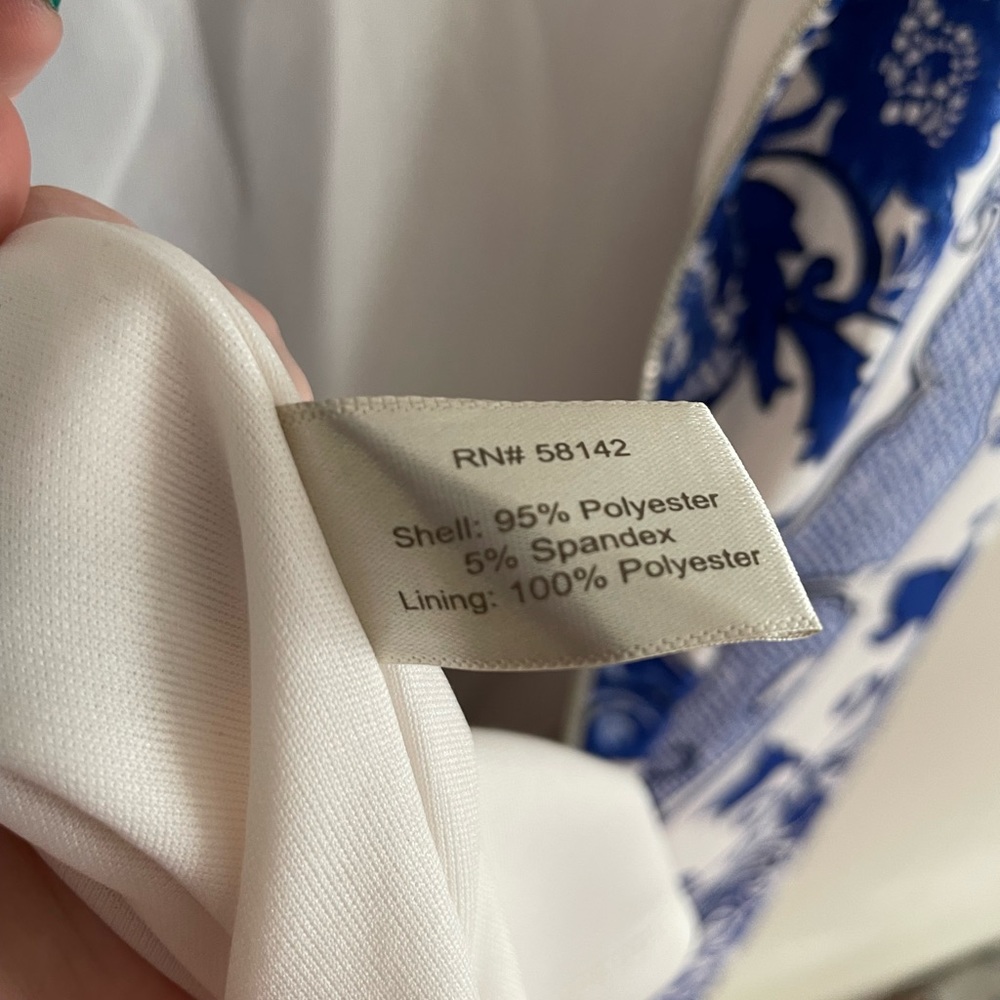 RN# 58142
Shell: 95% Polyester
5% Spandex
Lining: 100% Polyester